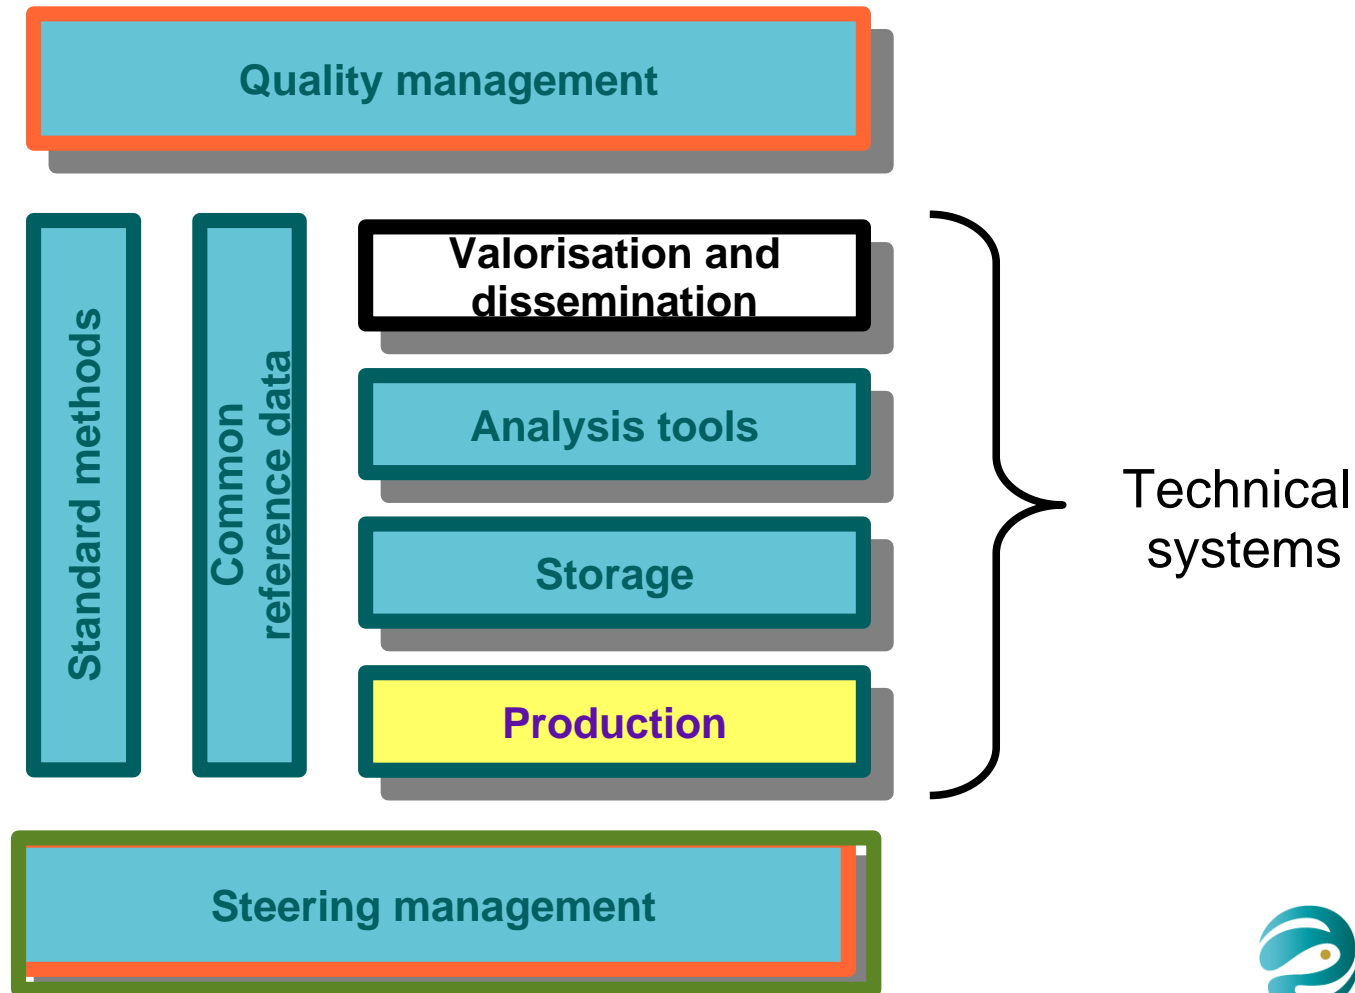 Quality management
Standard methods
Common
reference data
Valorisation and
dissemination
Analysis tools
Storage
Production
Technical
systems
Steering management